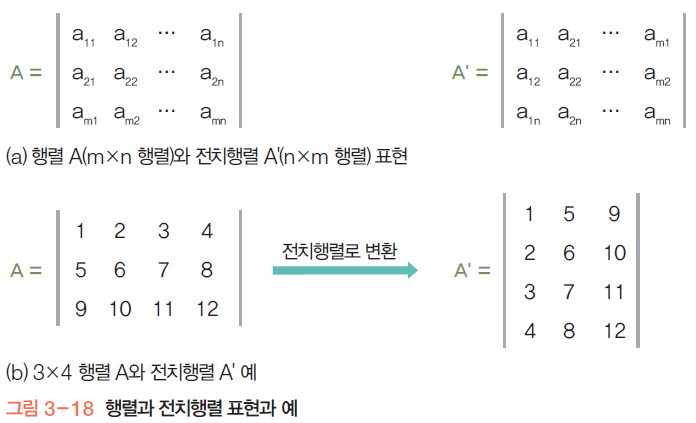 A = | a11 a12 ⋯ a1n |
| a21 a22 ⋯ a2n |
| am1 am2 ⋯ amn |
A' = | a11 a21 ⋯ am1 |
| a12 a22 ⋯ am2 |
| a1n a2n ⋯ amn |
(a) 행렬 A(m×n 행렬)와 전치행렬 A'(n×m 행렬) 표현
A = | 1 2 3 4 |
| 5 6 7 8 |
| 9 10 11 12 |
전치행렬로 변환
A' = | 1 5 9 |
| 2 6 10 |
| 3 7 11 |
| 4 8 12 |
(b) 3×4 행렬 A와 전치행렬 A' 예
그림 3-18 행렬과 전치행렬 표현과 예